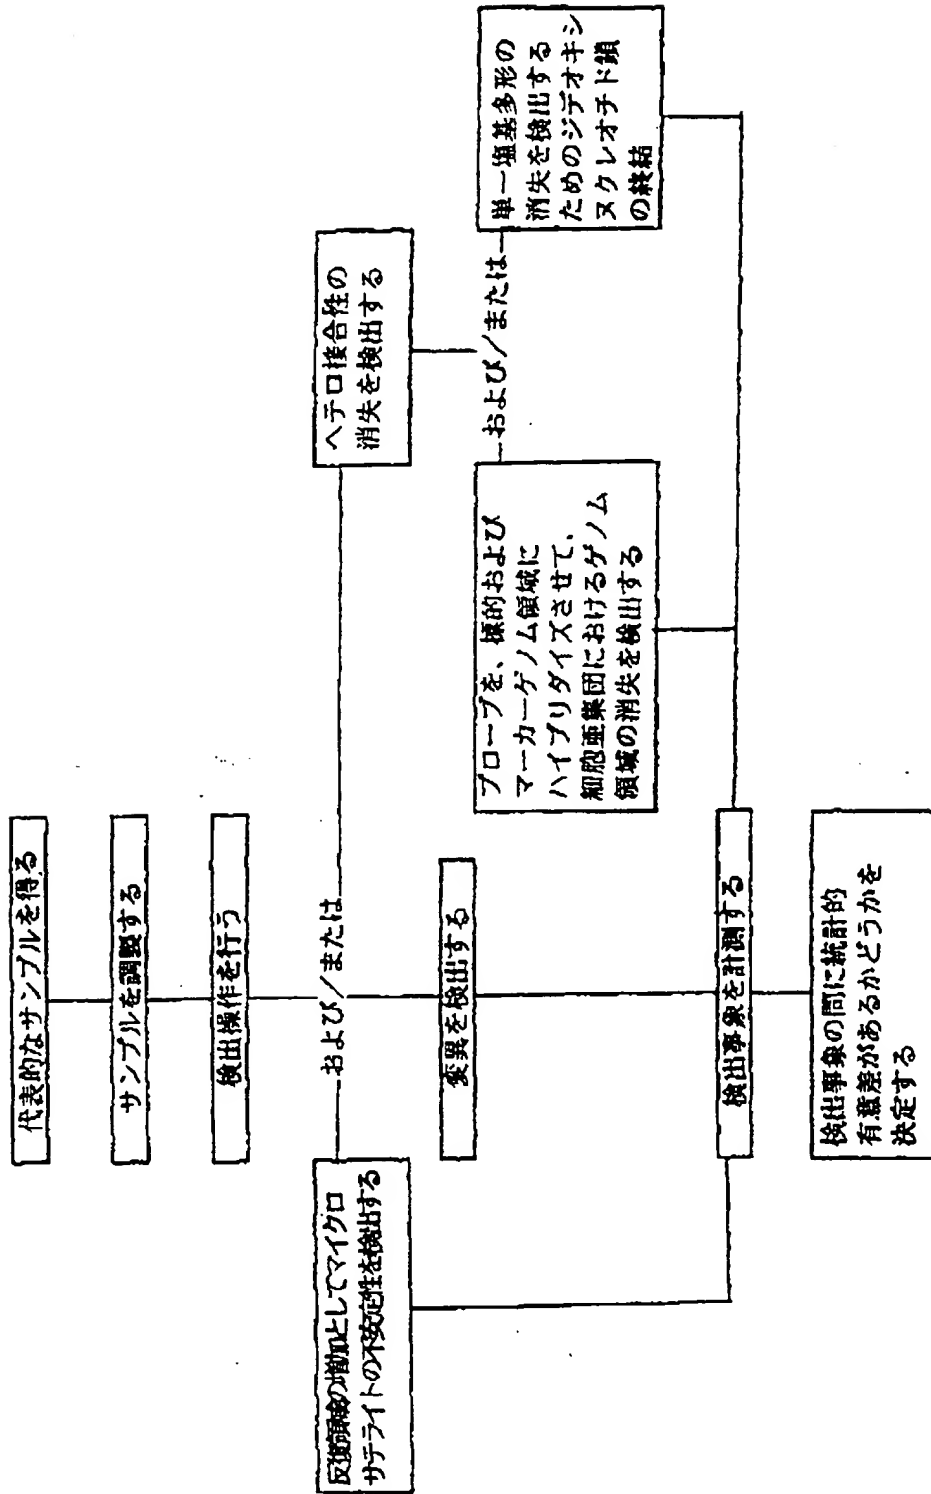 代表的なサンプルを得る
サンプルを調製する
検出操作を行う
および/または
反復領域の増加としてマイクロ
サテライトの不安定性を検出する
変異を検出する
ヘテロ接合性の
消失を検出する
および/または
プローブを、標的および
マーカーゲノム領域に
ハイブリダイズさせて、
細胞亜集団におけるゲノム
領域の消失を検出する
単一塩基多形の
消失を検出する
ためのジデオキシ
ヌクレオチド鎖
の終結
検出事象を計測する
検出事象の間に統計的
有意差があるかどうかを
決定する